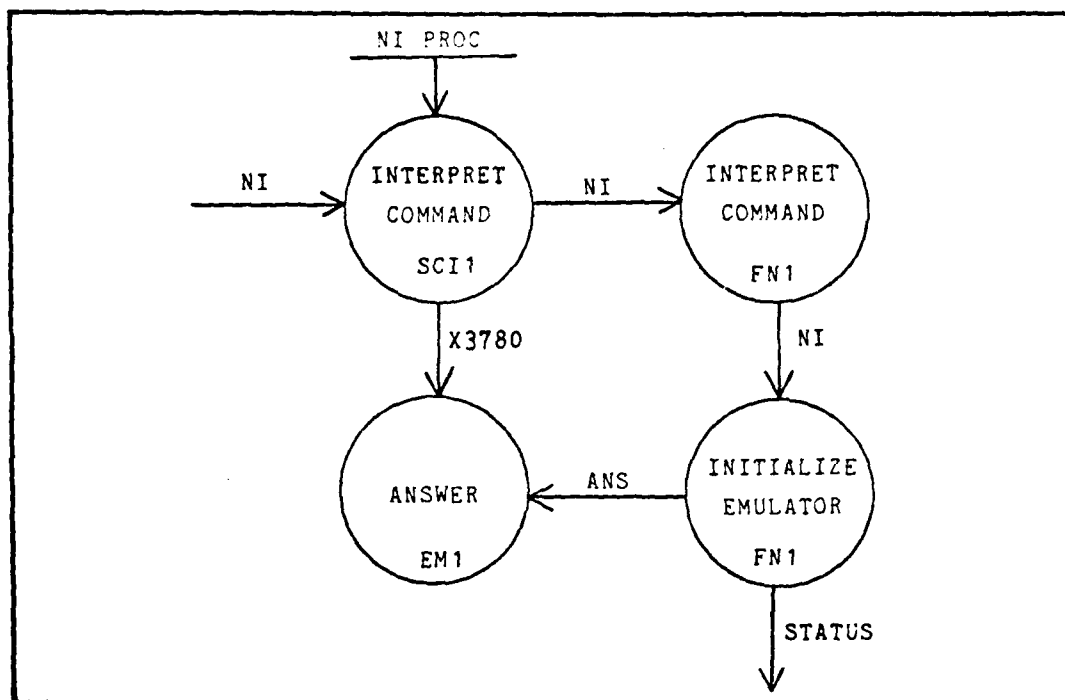 NI PROC
NI
INTERPRET
COMMAND
SCI1
NI
INTERPRET
COMMAND
FN1
X3780
NI
ANSWER
EM1
ANS
INITIALIZE
EMULATOR
FN1
STATUS